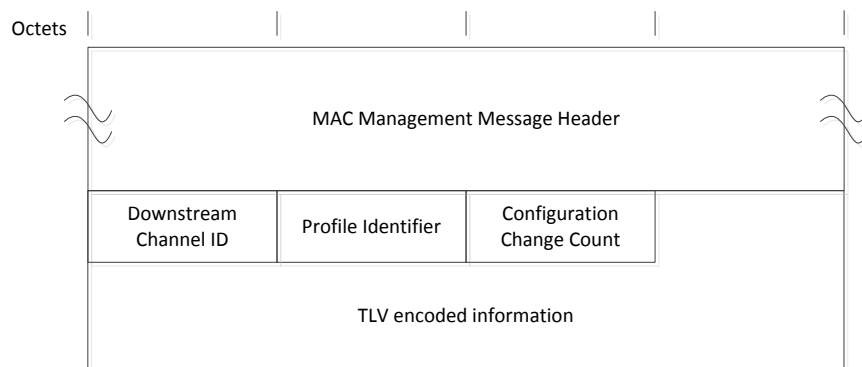 Octets
MAC Management Message Header
Downstream
Channel ID
Profile Identifier
Configuration
Change Count
TLV encoded information